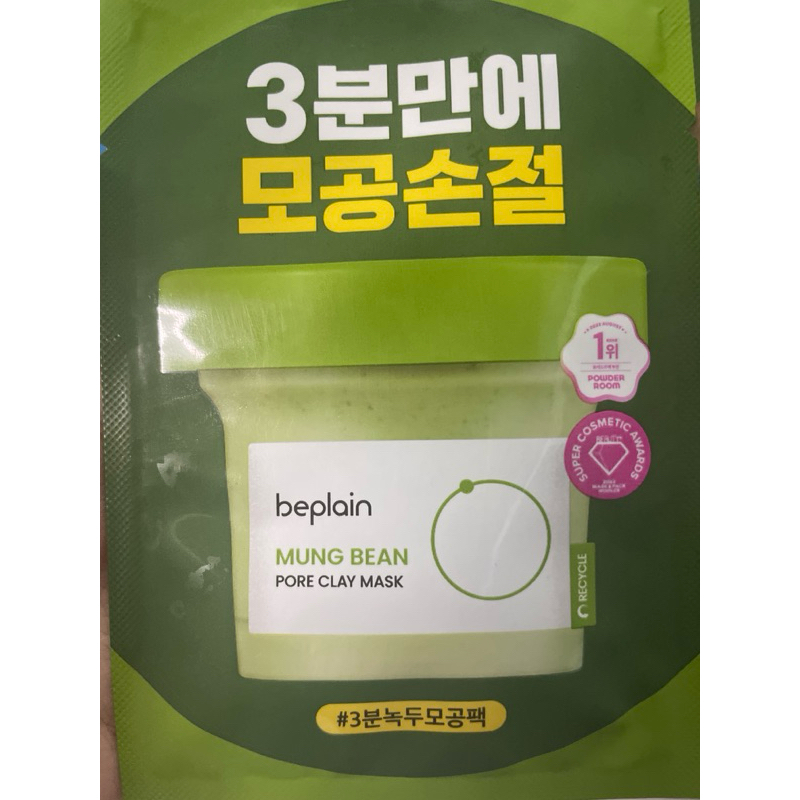 3분만에
모공손절
1위
POWDER
ROOM
SUPER COSMETIC AWARDS
beplain
MUNG BEAN
PORE CLAY MASK
RECYCLE
#3분녹두모공팩